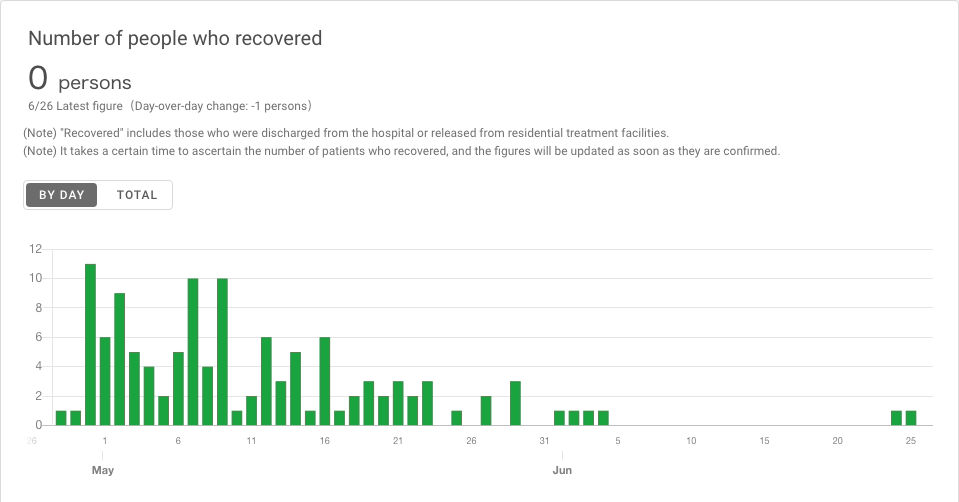 Number of people who recovered
0 persons
6/26 Latest figure（Day-over-day change: -1 persons）
(Note) "Recovered" includes those who were discharged from the hospital or released from residential treatment facilities.
(Note) It takes a certain time to ascertain the number of patients who recovered, and the figures will be updated as soon as they are confirmed.
BY DAY TOTAL
12
10
8
6
4
2
0
26 1 6 11 16 21 26 31 5 10 15 20 25
May Jun